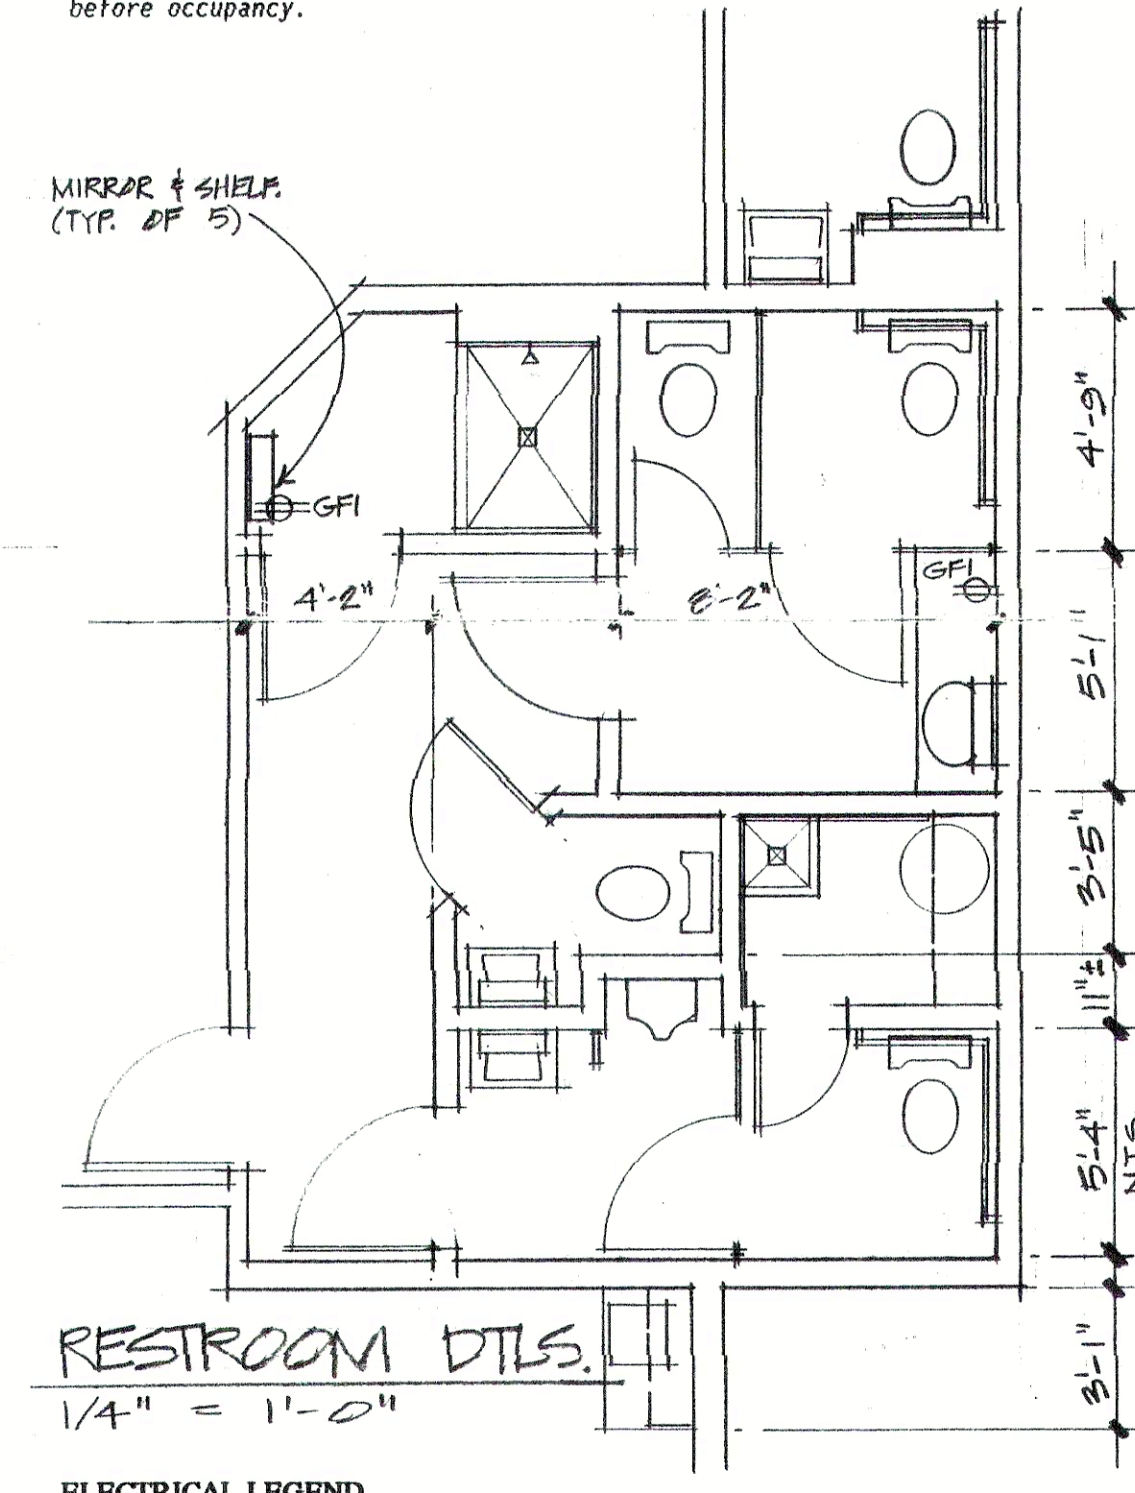 before occupancy.
MIRROR & SHELF.
(TYP. OF 5)
GFI
4'-9"
GFI
4'-2"
8'-2"
5'-1"
3'-5"
11"±
5'-4"
NTS
3'-1"
RESTROOM DTLS.
1/4" = 1'-0"
ELECTRICAL LEGEND